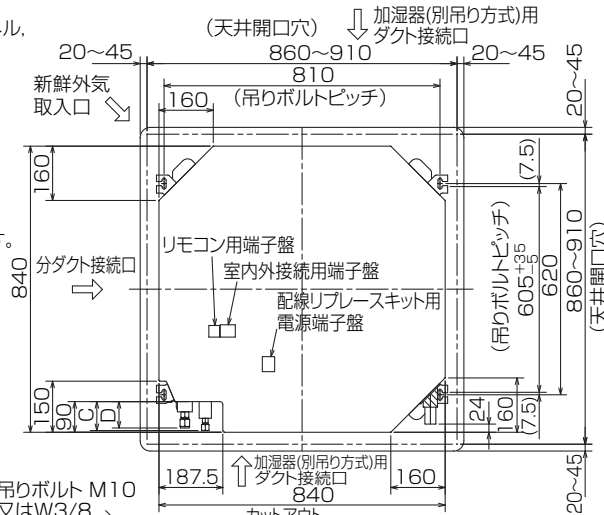 ル,
(天井開口穴)
加湿器(別吊り方式)用
ダクト接続口
20~45
860~910
20~45
810
新鮮外気
取入口
160
(吊りボルトピッチ)
20~45
160
(7.5)
す。
リモコン用端子盤
840
分ダクト接続口
室内外接続用端子盤
配線リプレースキット用
電源端子盤
(吊りボルトピッチ)
605+35-5
620
860~910
(天井開口穴)
150
90
C
D
24
160
(7.5)
187.5
加湿器(別吊り方式)用
ダクト接続口
160
20~45
吊りボルト M10
又はW3/8
840
カットアウト